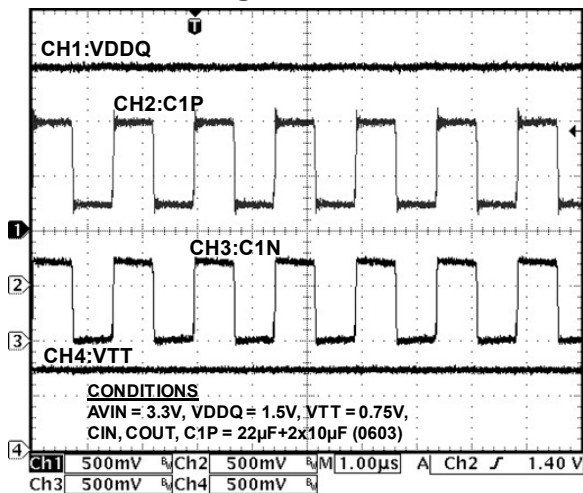 T
CH1:VDDQ
CH2:C1P
1
CH3:C1N
2
3
CH4:VTT
CONDITIONS
AVIN = 3.3V, VDDQ = 1.5V, VTT = 0.75V,
CIN, COUT, C1P = 22µF+2x10µF (0603)
4
Ch1 500mV Ch2 500mV M 1.00µs A Ch2 1.40 V
Ch3 500mV Ch4 500mV